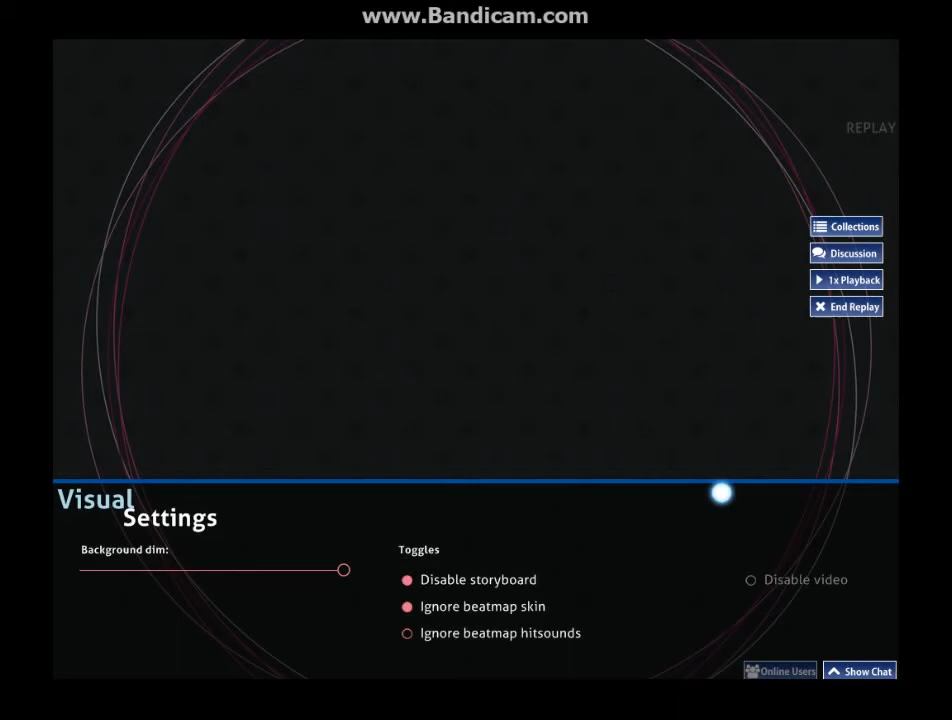 www.Bandicam.com
REPLAY
Collections
Discussion
1x Playback
End Replay
Visual
Settings
Background dim:
Toggles
Disable storyboard
Disable video
Ignore beatmap skin
Ignore beatmap hitsounds
Online Users
Show Chat